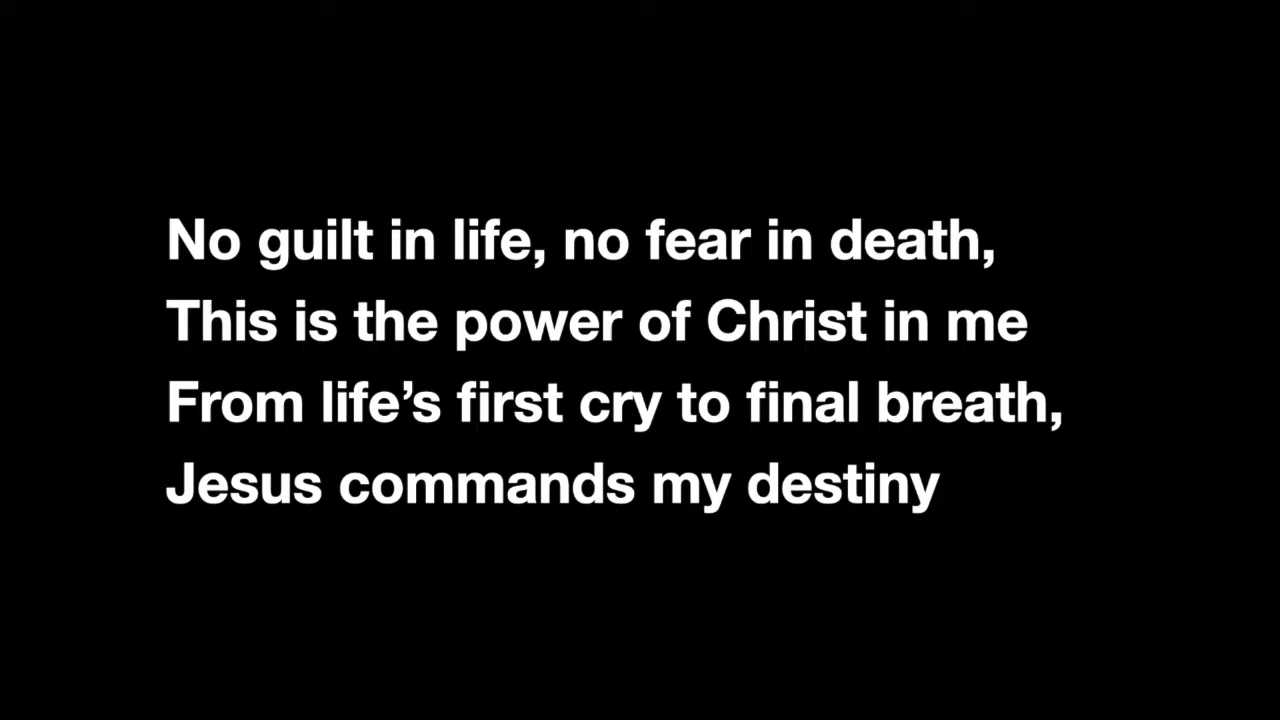 No guilt in life, no fear in death,
This is the power of Christ in me
From life’s first cry to final breath,
Jesus commands my destiny